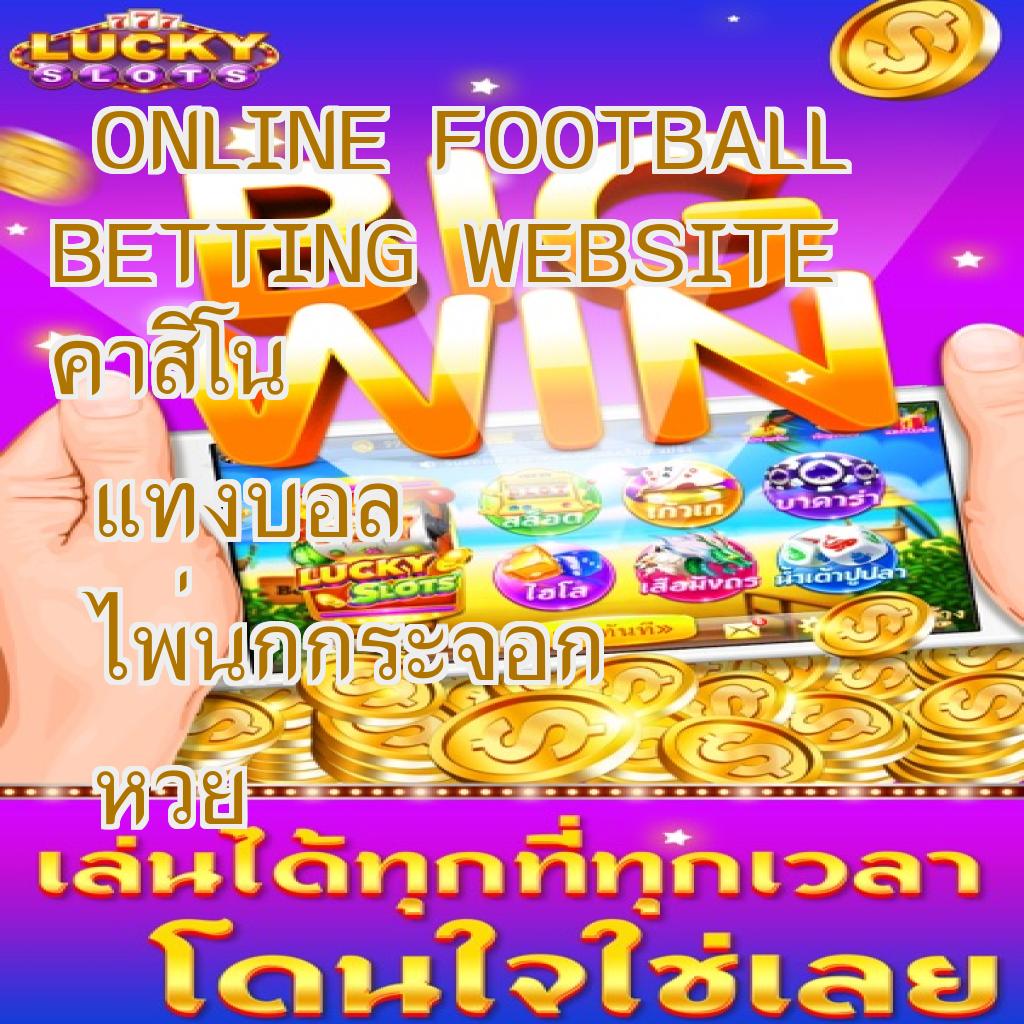 777
LUCKY
SLOTS
ONLINE FOOTBALL
BETTING WEBSITE
คาสิโน
แทงบอล
ไพ่นกกระจอก
หวย
BIG
WIN
สล็อต
เก้าเก
บาคาร่า
LUCKY
SLOTS
ไฮโล
เสือมังกร
น้ำเต้าปูปลา
ทันที»
เล่นได้ทุกที่ทุกเวลา
โดนใจใช่เลย